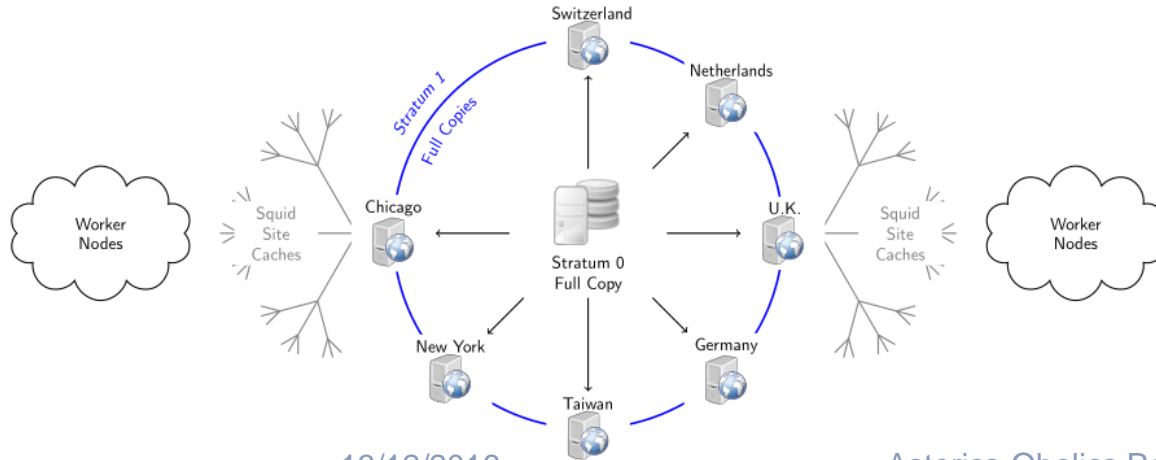 Switzerland
Netherlands
Stratum 1
Full Copies
Chicago
U.K.
Worker
Nodes
Squid
Site
Caches
Squid
Site
Caches
Worker
Nodes
Stratum 0
Full Copy
New York
Germany
Taiwan